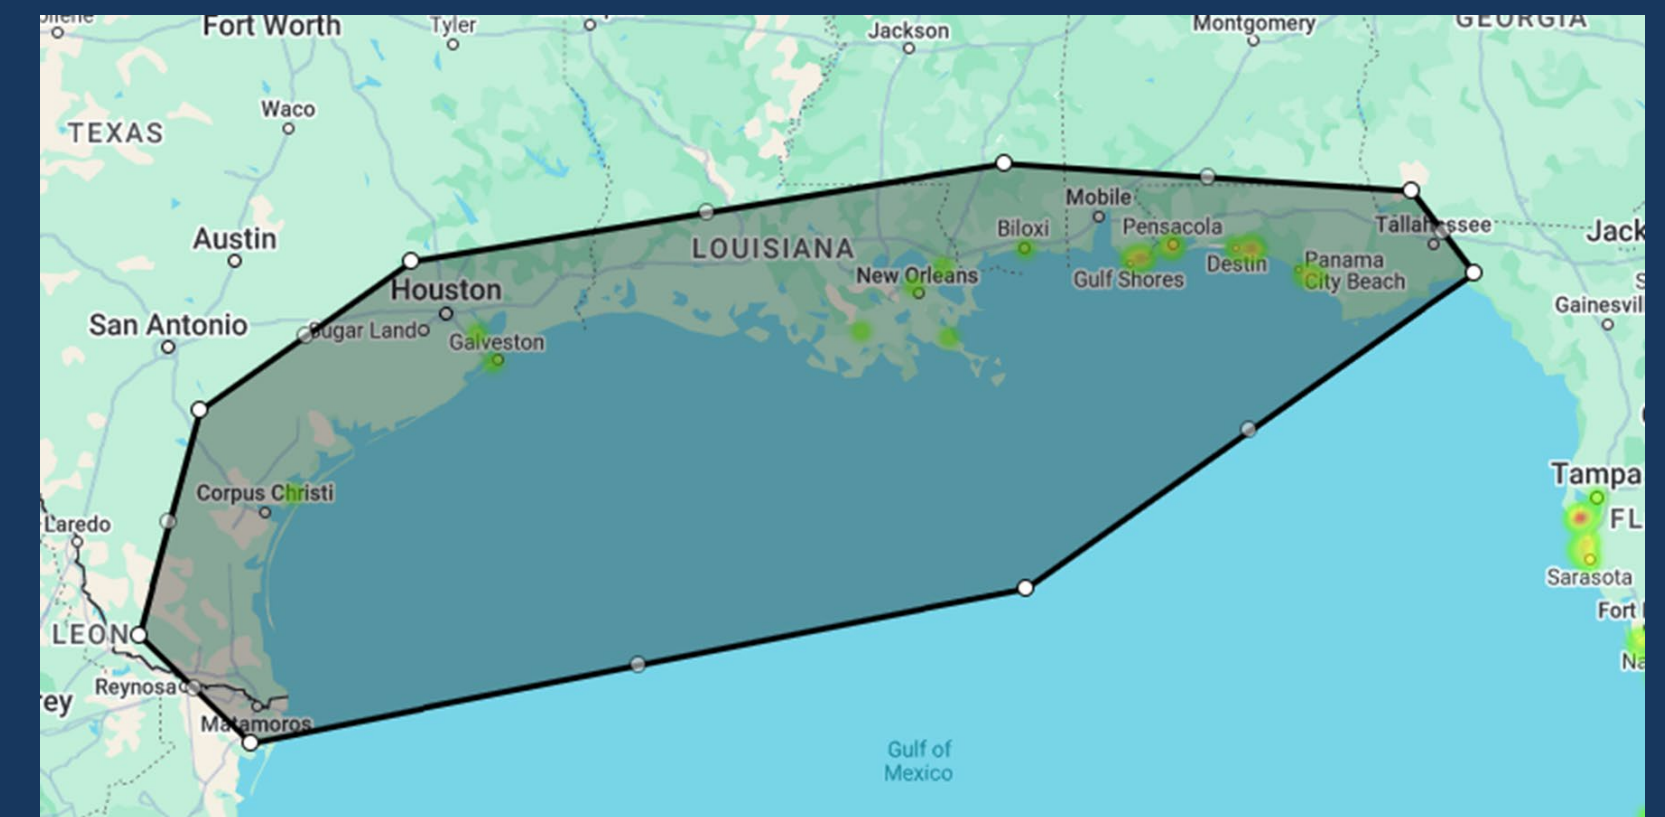 Fort Worth
Tyler
Jackson
Montgomery
GEORGIA
Waco
TEXAS
Austin
LOUISIANA
Mobile
Biloxi
Pensacola
Tallahassee
Jack
San Antonio
Houston
Sugar Land
Galveston
New Orleans
Gulf Shores
Destin
Panama
City Beach
Gainesvil
Corpus Christi
Laredo
Tampa
FL
Sarasota
Fort
LEON
Reynosa
rey
Matamoros
Na
Gulf of
Mexico